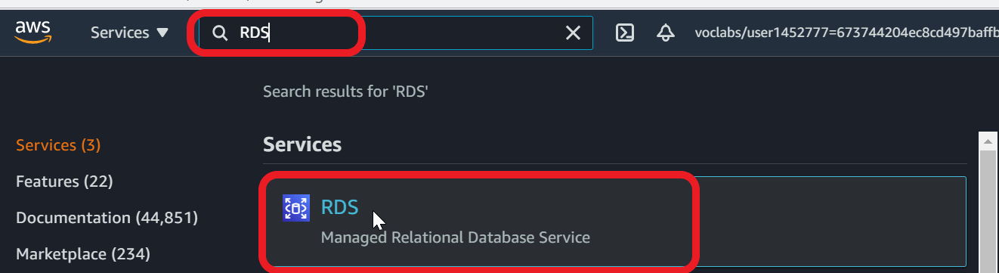 aws
Services ▼
RDS
voclabs/user1452777=673744204ec8cd497baffb
Search results for 'RDS'
Services (3)
Features (22)
Documentation (44,851)
Marketplace (234)
Services
RDS
Managed Relational Database Service